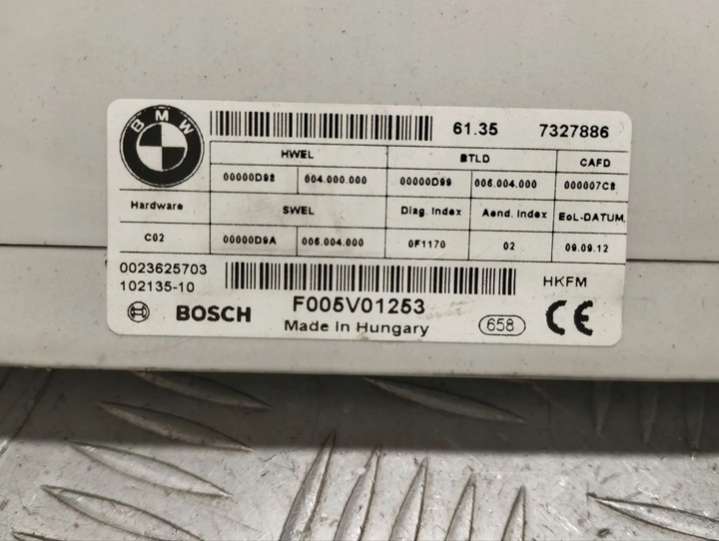 BMW
61.35 7327886
HWEL BTLD CAFD
00000D98 004.000.000 00000D99 006.004.000 000007C8
Hardware SWEL Diag. Index Aend. Index EoL-DATUM
C02 00000D9A 006.004.000 0F1170 02 09.09.12
0023625703
102135-10 HKFM
BOSCH F005V01253
Made in Hungary 658 CE